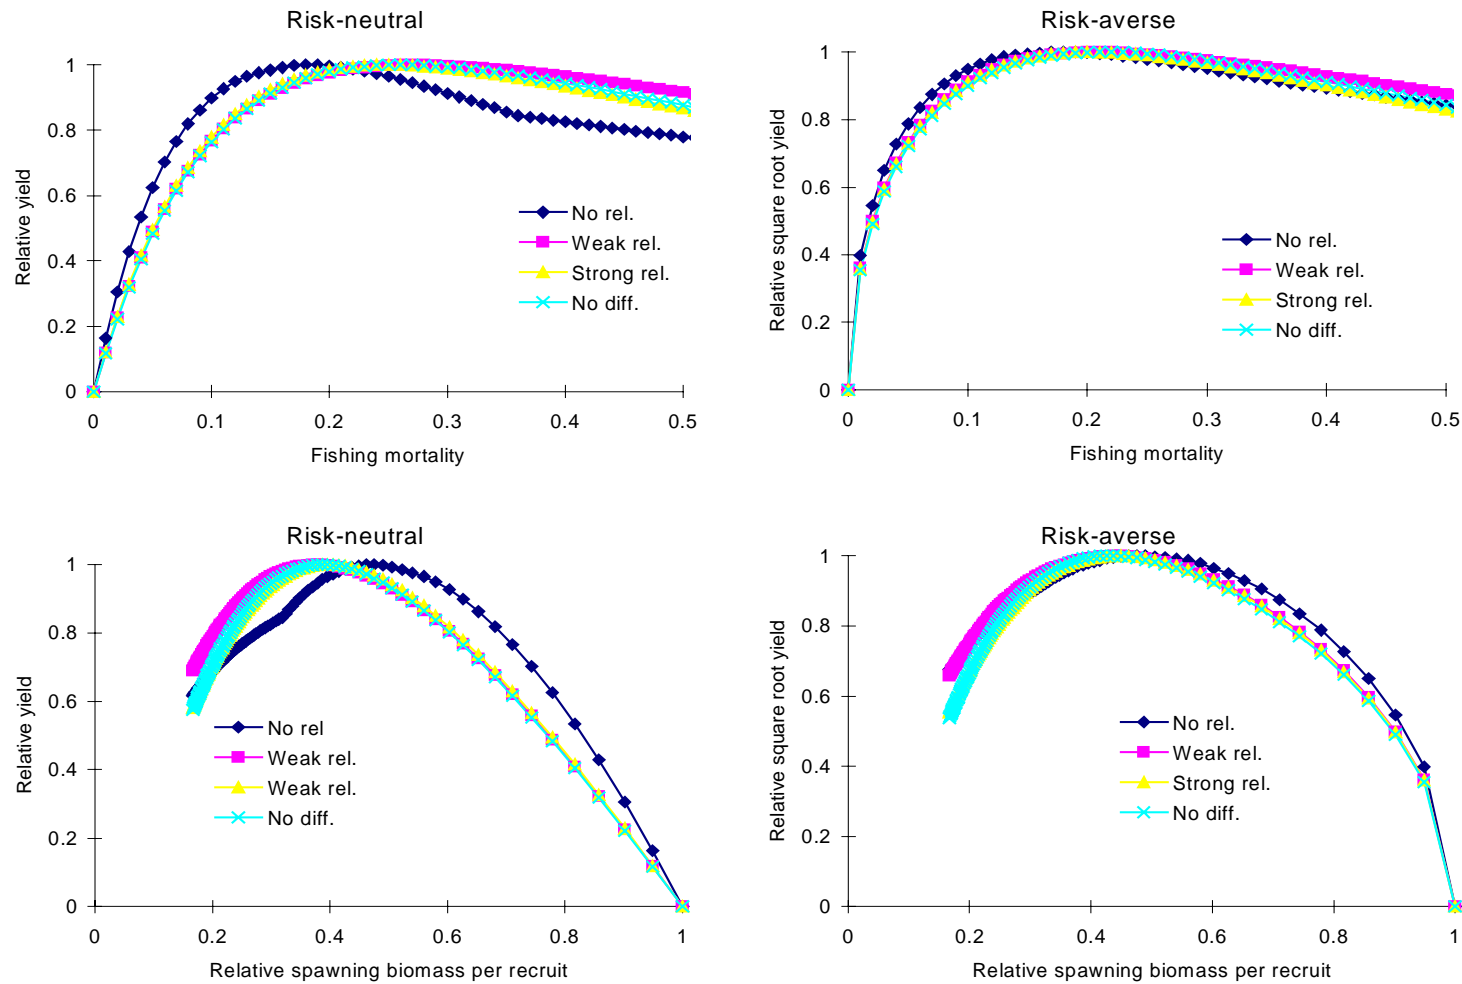 Risk-neutral
Relative yield
1
0.8
0.6
0.4
0.2
0
0
0.1
0.2
0.3
0.4
0.5
Fishing mortality
No rel.
Weak rel.
Strong rel.
No diff.
Risk-averse
Relative square root yield
1
0.8
0.6
0.4
0.2
0
0
0.1
0.2
0.3
0.4
0.5
Fishing mortality
No rel.
Weak rel.
Strong rel.
No diff.
Risk-neutral
Relative yield
1
0.8
0.6
0.4
0.2
0
0
0.2
0.4
0.6
0.8
1
Relative spawning biomass per recruit
No rel
Weak rel.
Weak rel.
No diff.
Risk-averse
Relative square root yield
1
0.8
0.6
0.4
0.2
0
0
0.2
0.4
0.6
0.8
1
Relative spawning biomass per recruit
No rel.
Weak rel.
Strong rel.
No diff.